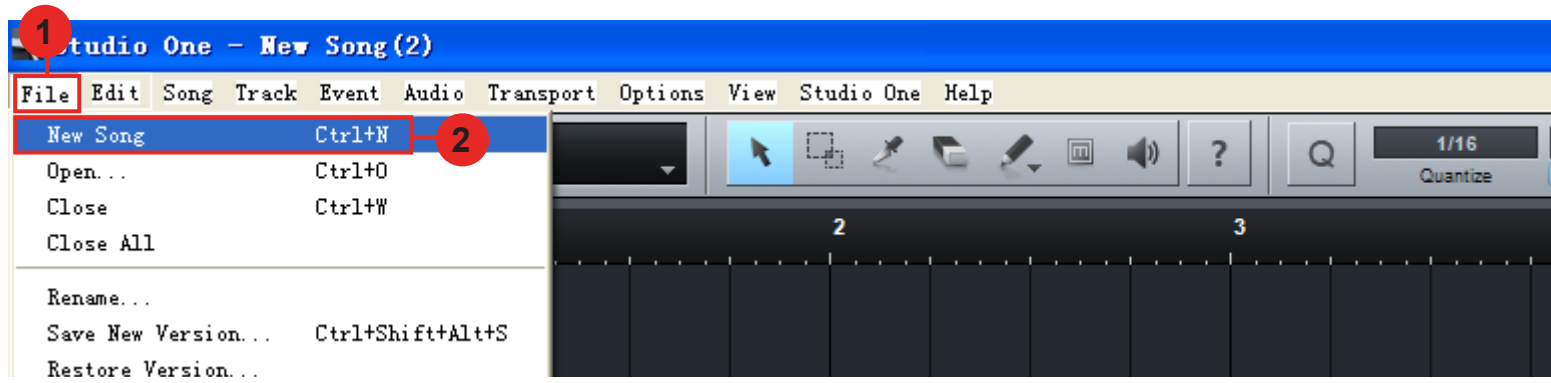 1
tudio One - New Song(2)
File Edit Song Track Event Audio Transport Options View Studio One Help
New Song Ctrl+N 2
Open... Ctrl+O
Close Ctrl+W
Close All
Rename...
Save New Version... Ctrl+Shift+Alt+S
Restore Version...
? Q 1/16
Quantize
2 3